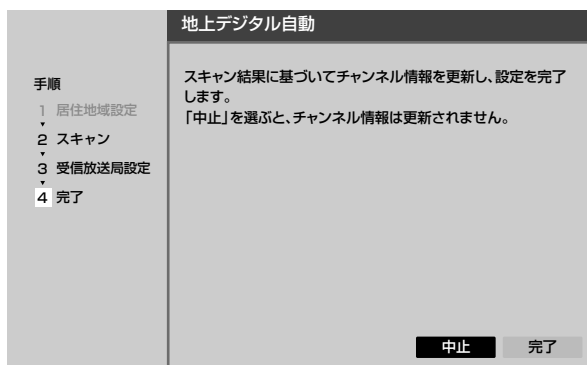 地上デジタル自動
手順
1 居住地域設定
2 スキャン
3 受信放送局設定
4 完了
スキャン結果に基づいてチャンネル情報を更新し、設定を完了
します。
「中止」を選ぶと、チャンネル情報は更新されません。
中止 完了